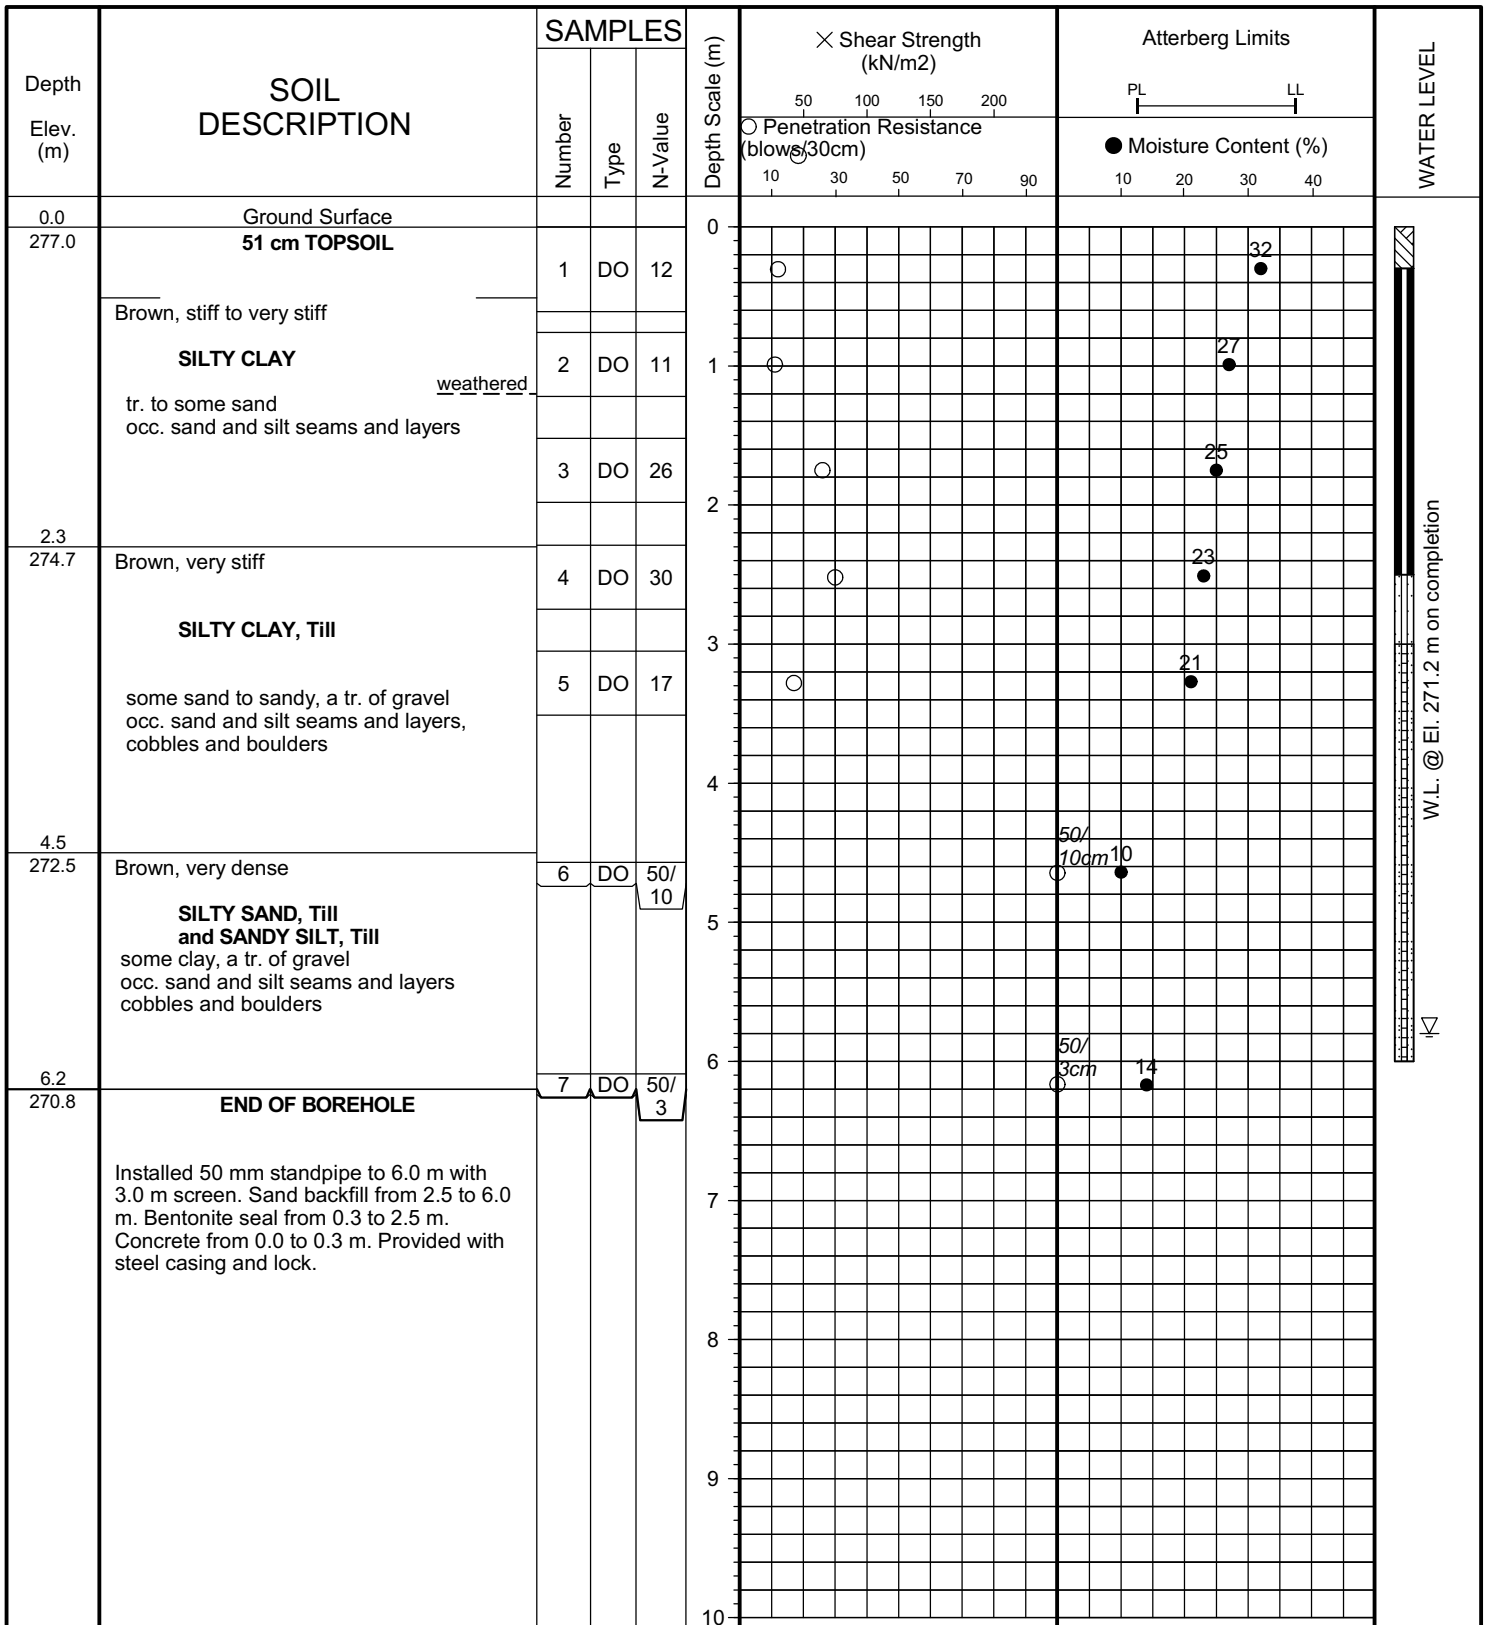 Depth
Elev.
(m)
SOIL
DESCRIPTION
SAMPLES
Number
Type
N-Value
Depth Scale (m)
× Shear Strength
(kN/m2)
50 100 150 200
Penetration Resistance
(blows/30cm)
10 30 50 70 90
Atterberg Limits
PL LL
Moisture Content (%)
10 20 30 40
WATER LEVEL
0.0 Ground Surface
277.0 51 cm TOPSOIL
0
1 DO 12
32
Brown, stiff to very stiff
SILTY CLAY
2 DO 11
1
27
weathered
tr. to some sand
occ. sand and silt seams and layers
3 DO 26
25
2
2.3
274.7 Brown, very stiff
4 DO 30
23
SILTY CLAY, Till
3
5 DO 17
21
some sand to sandy, a tr. of gravel
occ. sand and silt seams and layers,
cobbles and boulders
4
4.5
272.5 Brown, very dense
6 DO 50/
10
50/
10cm 10
SILTY SAND, Till
and SANDY SILT, Till
5
some clay, a tr. of gravel
occ. sand and silt seams and layers
cobbles and boulders
W.L. @ El. 271.2 m on completion
6
6.2
270.8 END OF BOREHOLE
7 DO 50/
3
50/
3cm 14
Installed 50 mm standpipe to 6.0 m with
3.0 m screen. Sand backfill from 2.5 to 6.0
m. Bentonite seal from 0.3 to 2.5 m.
Concrete from 0.0 to 0.3 m. Provided with
steel casing and lock.
7
8
9
10